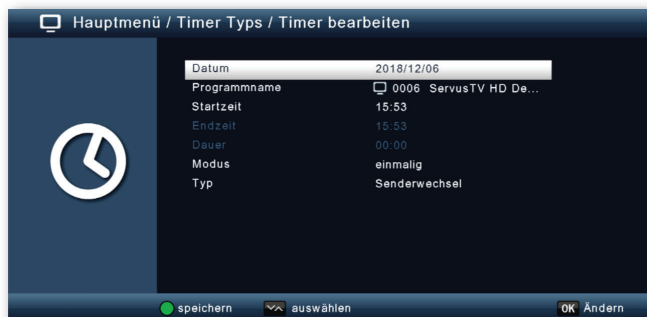 Hauptmenü / Timer Typs / Timer bearbeiten
Datum 2018/12/06
Programmname 0006 ServusTV HD De...
Startzeit 15:53
Endzeit 15:53
Dauer 00:00
Modus einmalig
Typ Senderwechsel
speichern auswählen OK Ändern